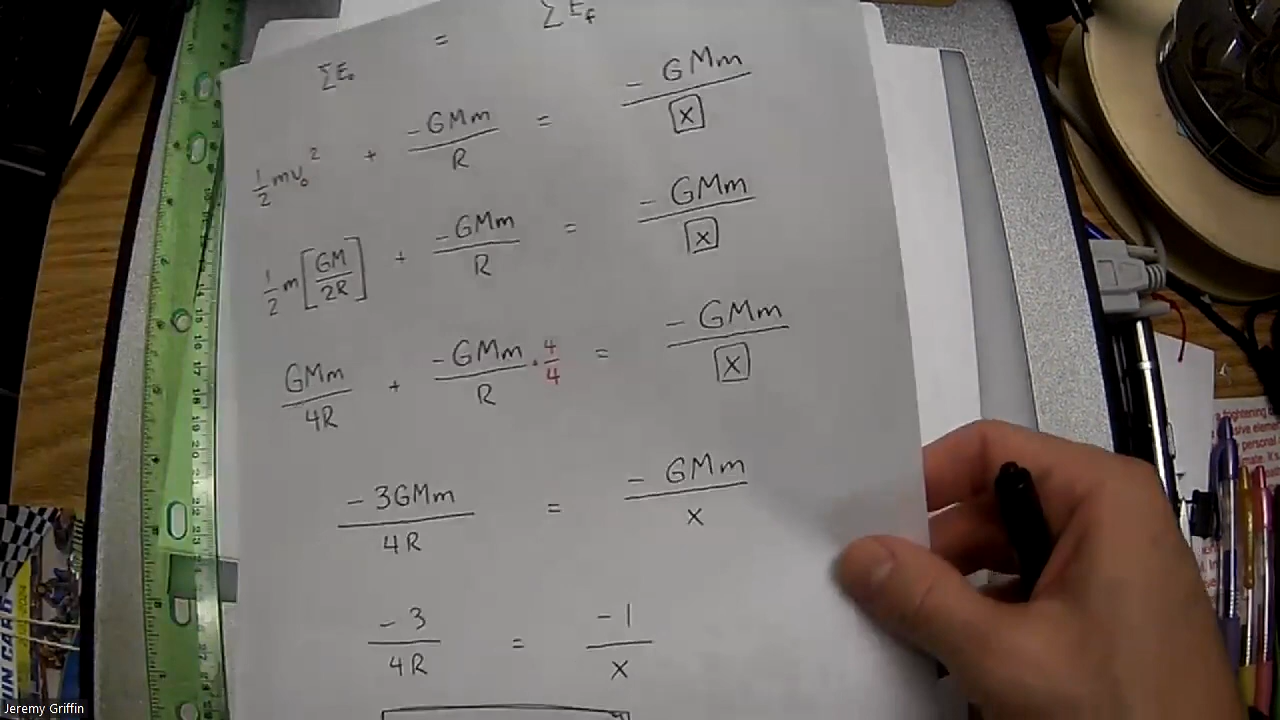 ΣE₀ = ΣE_f
½mv₀² + -GMm/R = -GMm/x
½m[GM/2R] + -GMm/R = -GMm/x
GMm/4R + -GMm/R · 4/4 = -GMm/x
-3GMm/4R = -GMm/x
-3/4R = -1/x
Jeremy Griffin